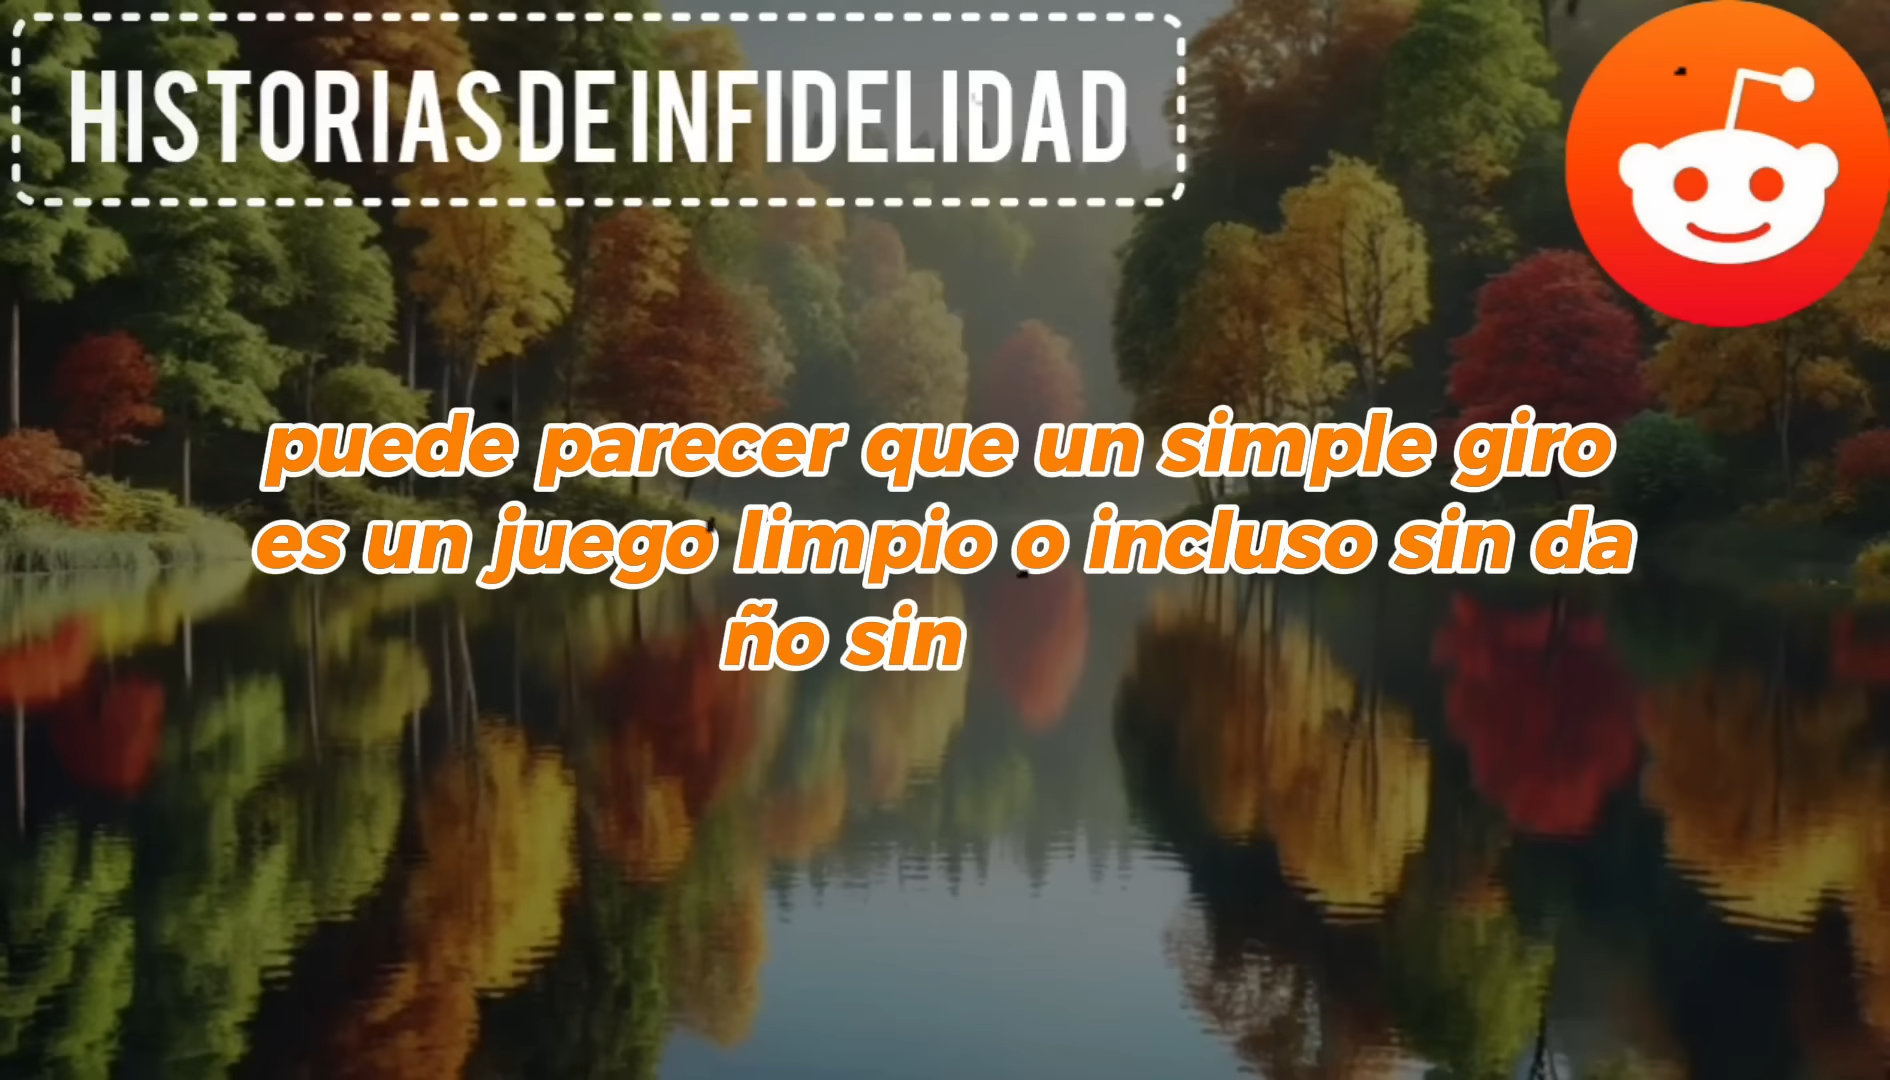 HISTORIAS DE INFIDELIDAD
puede parecer que un simple giro
es un juego limpio o incluso sin da
ño sin